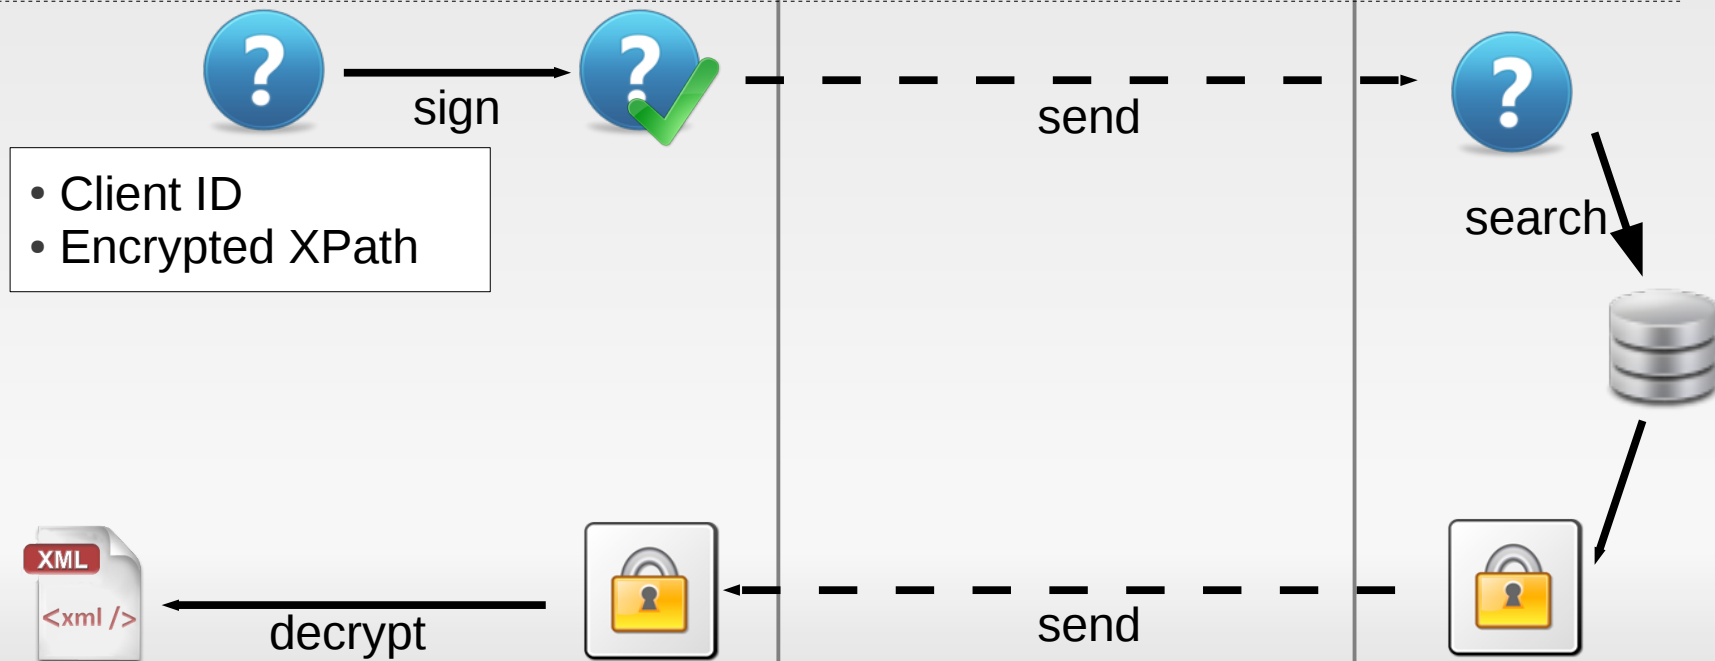 ?
?
?
sign
send
• Client ID
• Encrypted XPath
search
XML
<xml />
decrypt
send